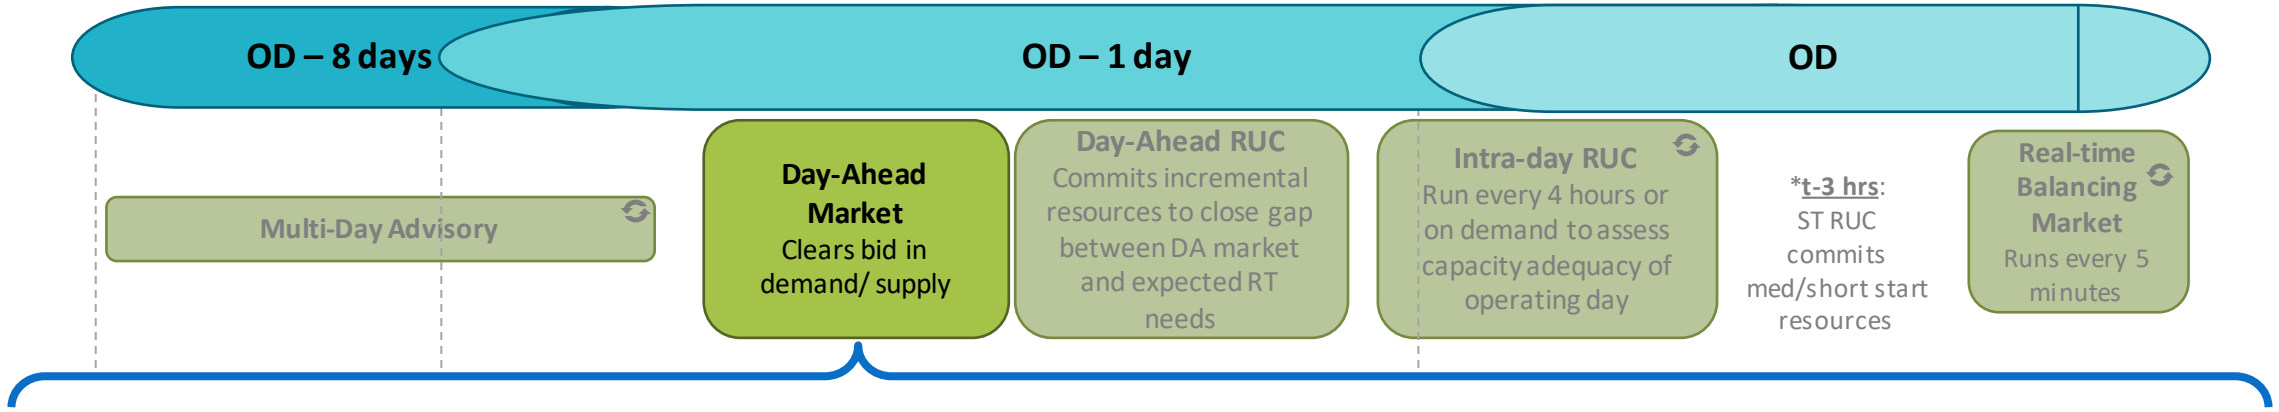 OD – 8 days
OD – 1 day
OD
Multi-Day Advisory
Day-Ahead
Market
Clears bid in
demand/ supply
Day-Ahead RUC
Commits incremental
resources to close gap
between DA market
and expected RT
needs
Intra-day RUC
Run every 4 hours or
on demand to assess
capacity adequacy of
operating day
*t-3 hrs:
ST RUC
commits
med/short start
resources
Real-time
Balancing
Market
Runs every 5
minutes